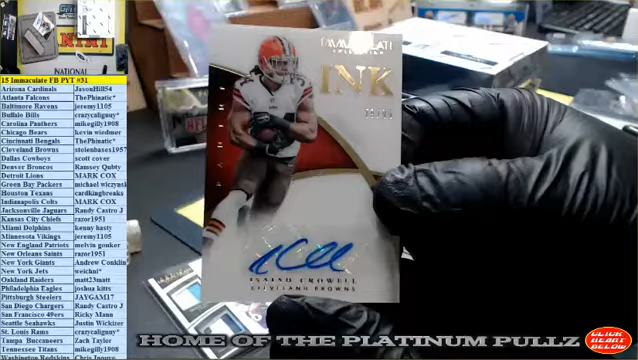 NATIONAL
15 Immaculate FB PYT #31
Arizona Cardinals JasonHill54
Atlanta Falcons ThePhinatic*
Baltimore Ravens jeremy1105
Buffalo Bills crazycaliguy*
Carolina Panthers mikegilly1908
Chicago Bears kevin wiedmer
Cincinnati Bengals ThePhinatic*
Cleveland Browns stolenbases1957
Dallas Cowboys scott cover
Denver Broncos Ramsey Qubty
Detroit Lions MARK COX
Green Bay Packers michael wiczynsk
Houston Texans cardkingbreaks
Indianapolis Colts MARK COX
Jacksonville Jaguars Randy Castro J
Kansas City Chiefs razor1951
Miami Dolphins kenny hasty
Minnesota Vikings jeremy1105
New England Patriots melvin gonker
New Orleans Saints razor1951
New York Giants Andrew Conklin
New York Jets weichni*
Oakland Raiders matt23matt
Philadelphia Eagles joshua kitts
Pittsburgh Steelers JAYGAM17
San Diego Chargers Randy Castro J
San Francisco 49ers Ricky Mann
Seattle Seahawks Justin Wickizer
St. Louis Rams crazycaliguy*
Tampa Buccaneers Zach Taylor
Tennessee Titans mikegilly1908
Washington Redskins
INK
ISAIAH CROWELL
CLEVELAND BROWNS
HOME OF THE PLATINUM PULLZ
CLICK
HEART
BELOW